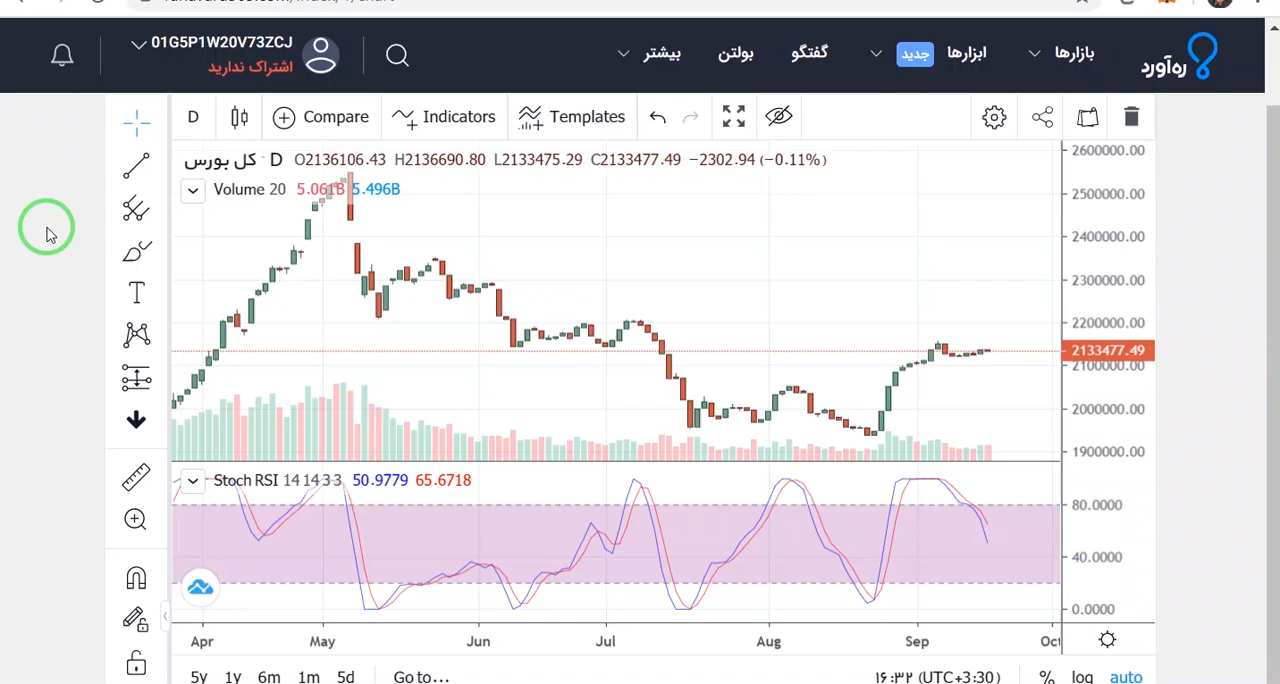 01G5P1W20V73ZCJ
اشتراک ندارید
بیشتر
بولتن
گفتگو
جدید
ابزارها
بازارها
ره‌آورد
D
Compare
Indicators
Templates
کل بورس · D O2136106.43 H2136690.80 L2133475.29 C2133477.49 −2302.94 (−0.11%)
Volume 20 5.061B 5.496B
2600000.00
2500000.00
2400000.00
2300000.00
2200000.00
2133477.49
2100000.00
2000000.00
1900000.00
Stoch RSI 14 14 3 3 50.9779 65.6718
80.0000
40.0000
0.0000
Apr May Jun Jul Aug Sep Oct
5y 1y 6m 1m 5d Go to... ۱۶:۳۲ (UTC+3:30) % log auto